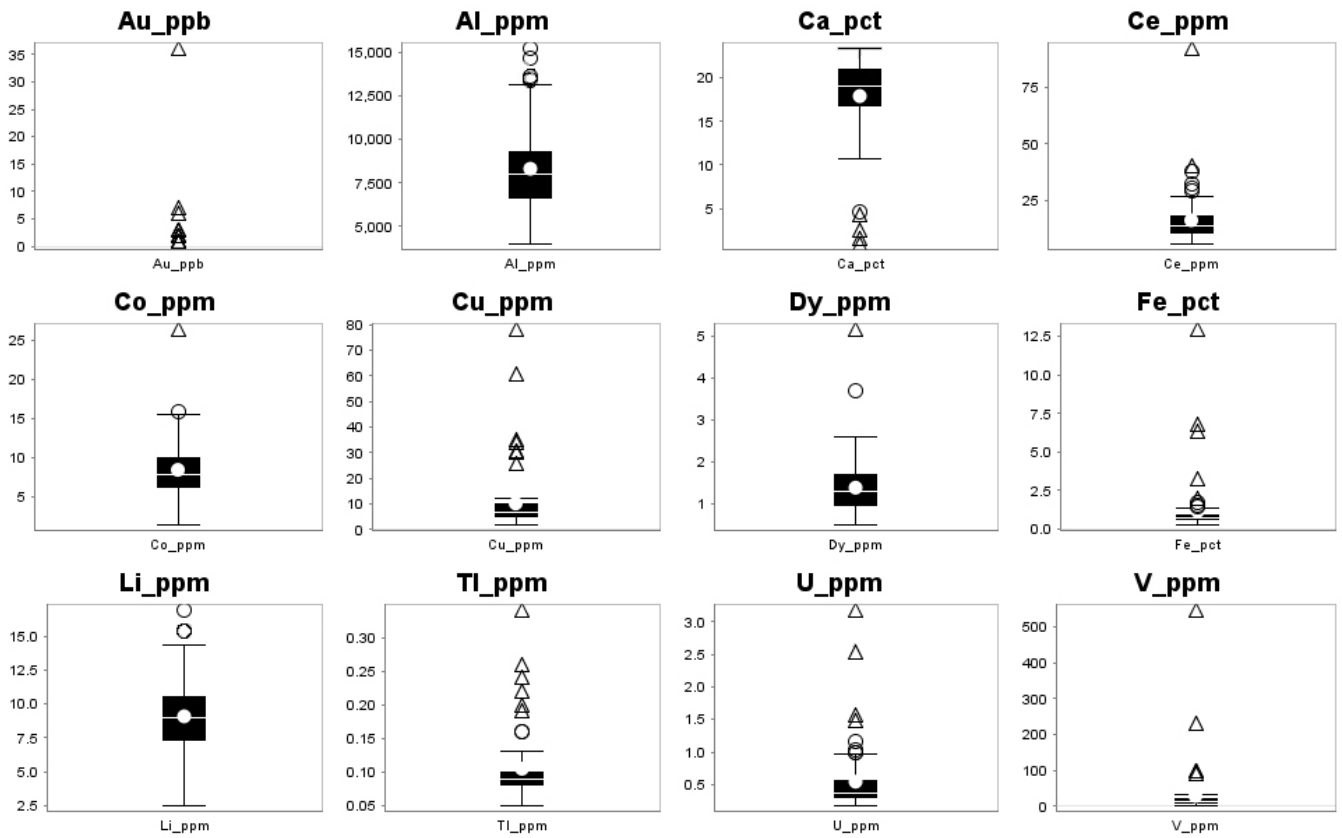 Au_ppb
35
30
25
20
15
10
5
0
Au_ppb
Al_ppm
15,000
12,500
10,000
7,500
5,000
Al_ppm
Ca_pct
20
15
10
5
Ca_pct
Ce_ppm
75
50
25
Ce_ppm
Co_ppm
25
20
15
10
5
Co_ppm
Cu_ppm
80
70
60
50
40
30
20
10
0
Cu_ppm
Dy_ppm
5
4
3
2
1
Dy_ppm
Fe_pct
12.5
10.0
7.5
5.0
2.5
0.0
Fe_pct
Li_ppm
15.0
12.5
10.0
7.5
5.0
2.5
Li_ppm
Tl_ppm
0.30
0.25
0.20
0.15
0.10
0.05
Tl_ppm
U_ppm
3.0
2.5
2.0
1.5
1.0
0.5
U_ppm
V_ppm
500
400
300
200
100
0
V_ppm